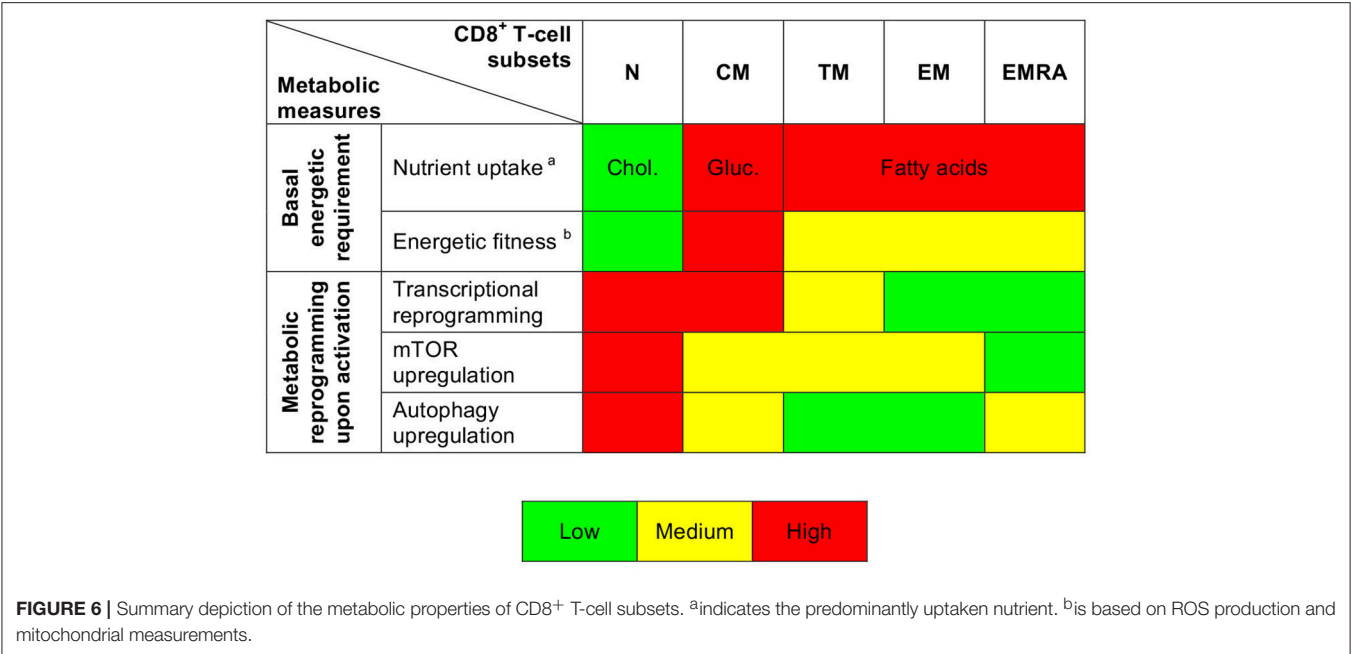 CD8+ T-cell
subsets
Metabolic
measures
N
CM
TM
EM
EMRA
Basal
energetic
requirement
Nutrient uptake a
Chol.
Gluc.
Fatty acids
Energetic fitness b
Metabolic
reprogramming
upon activation
Transcriptional
reprogramming
mTOR
upregulation
Autophagy
upregulation
Low
Medium
High
FIGURE 6 | Summary depiction of the metabolic properties of CD8+ T-cell subsets. aindicates the predominantly uptaken nutrient. bis based on ROS production and
mitochondrial measurements.